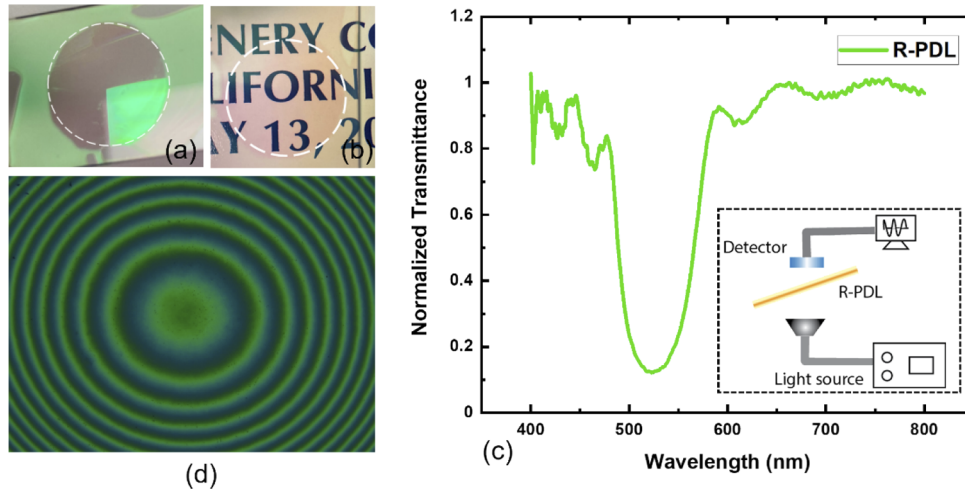 ENERY CO
LIFORNI
AY 13, 20
(a)
(b)
(d)
Normalized Transmittance
1.2
1
0.8
0.6
0.4
0.2
0
R-PDL
Detector
R-PDL
Light source
400
500
600
700
800
(c)
Wavelength (nm)